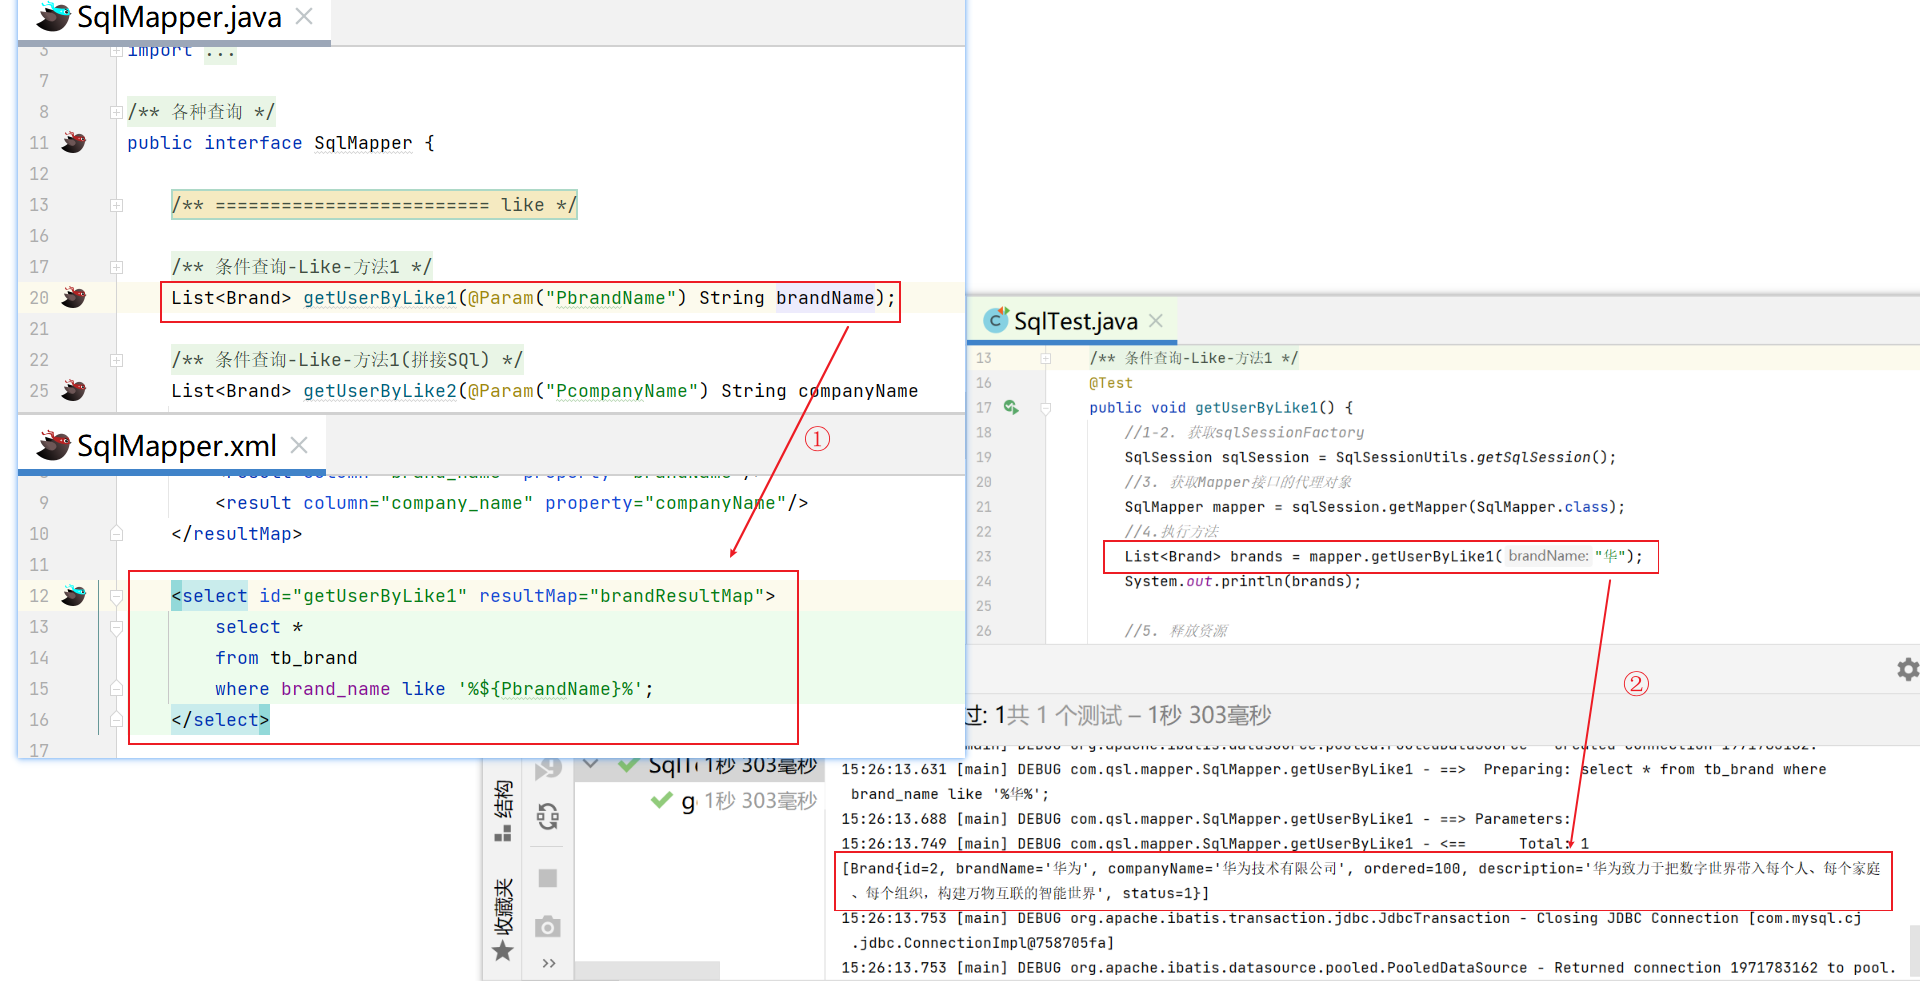 SqlMapper.java
3 import ...
7
8 /** 各种查询 */
11 public interface SqlMapper {
12
13 /** ========================= like */
16
17 /** 条件查询-Like-方法1 */
20 List<Brand> getUserByLike1(@Param("PbrandName") String brandName);
21
22 /** 条件查询-Like-方法1(拼接SQl) */
25 List<Brand> getUserByLike2(@Param("PcompanyName") String companyName
SqlMapper.xml
①
9 <result column="company_name" property="companyName"/>
10 </resultMap>
11
12 <select id="getUserByLike1" resultMap="brandResultMap">
13 select *
14 from tb_brand
15 where brand_name like '%${PbrandName}%';
16 </select>
17
SqlTest.java
13 /** 条件查询-Like-方法1 */
16 @Test
17 public void getUserByLike1() {
18 //1-2. 获取sqlSessionFactory
19 SqlSession sqlSession = SqlSessionUtils.getSqlSession();
20 //3. 获取Mapper接口的代理对象
21 SqlMapper mapper = sqlSession.getMapper(SqlMapper.class);
22 //4.执行方法
23 List<Brand> brands = mapper.getUserByLike1( brandName: "华");
24 System.out.println(brands);
25
26 //5. 释放资源
②
过: 1共 1 个测试 – 1秒 303毫秒
1秒 303毫秒
g 1秒 303毫秒
结构
收藏夹
15:26:13.631 [main] DEBUG com.qsl.mapper.SqlMapper.getUserByLike1 - ==>  Preparing: select * from tb_brand where
brand_name like '%华%';
15:26:13.688 [main] DEBUG com.qsl.mapper.SqlMapper.getUserByLike1 - ==> Parameters:
15:26:13.749 [main] DEBUG com.qsl.mapper.SqlMapper.getUserByLike1 - <==      Total: 1
[Brand{id=2, brandName='华为', companyName='华为技术有限公司', ordered=100, description='华为致力于把数字世界带入每个人、每个家庭
、每个组织，构建万物互联的智能世界', status=1}]
15:26:13.753 [main] DEBUG org.apache.ibatis.transaction.jdbc.JdbcTransaction - Closing JDBC Connection [com.mysql.cj
.jdbc.ConnectionImpl@758705fa]
15:26:13.753 [main] DEBUG org.apache.ibatis.datasource.pooled.PooledDataSource - Returned connection 1971783162 to pool.